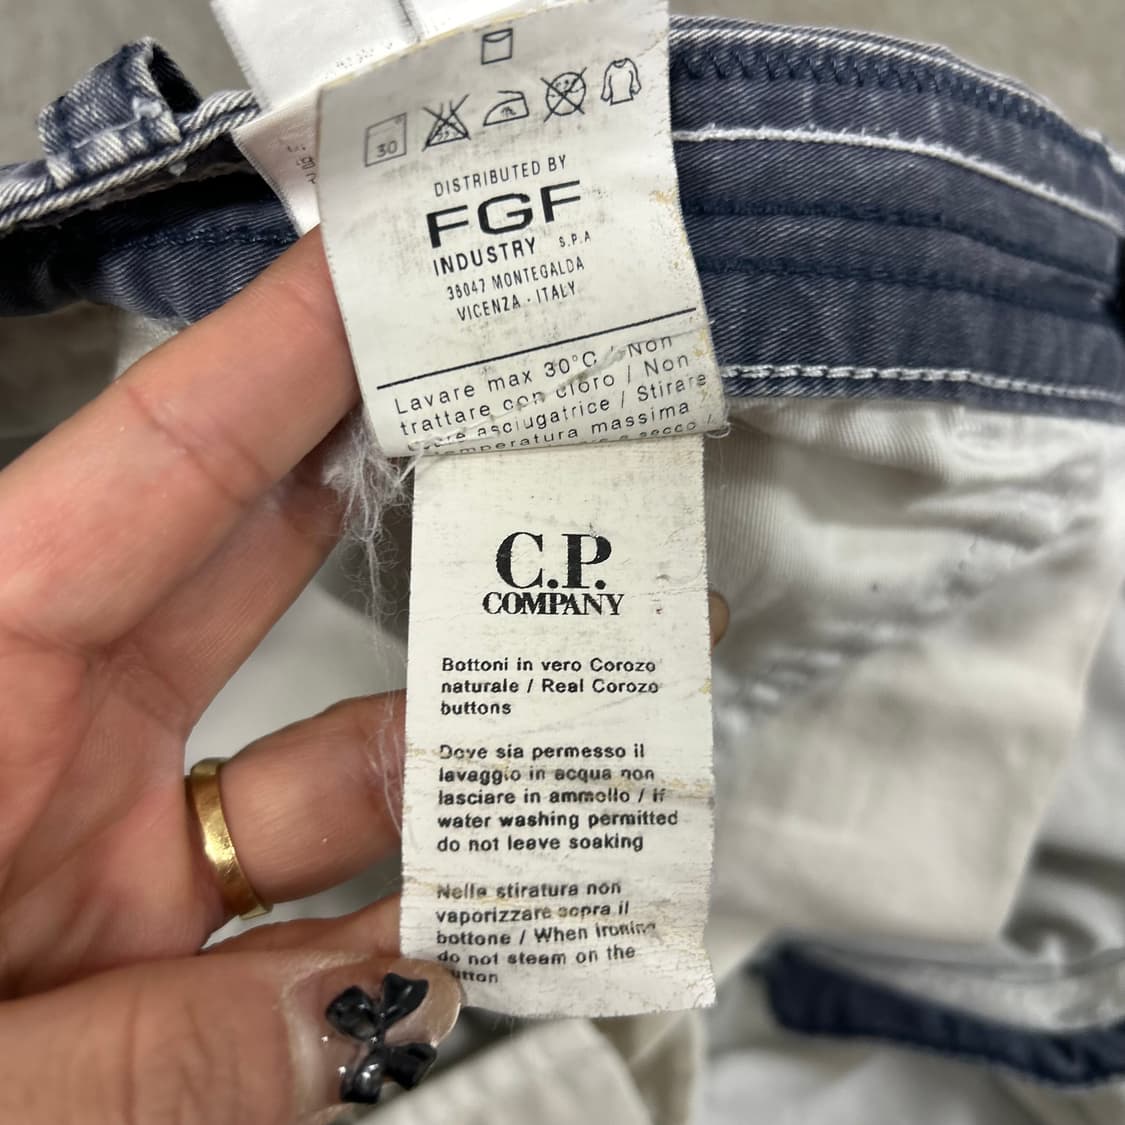 30
DISTRIBUTED BY
FGF
INDUSTRY S.P.A
38047 MONTEGALDA
VICENZA - ITALY
Lavare max 30°C / Non
trattare con cloro / Non
asciugatrice / Stirare
temperatura massima
a secco /
C.P.
COMPANY
Bottoni in vero Corozo
naturale / Real Corozo
buttons
Dove sia permesso il
lavaggio in acqua non
lasciare in ammollo / If
water washing permitted
do not leave soaking
Nella stiratura non
vaporizzare sopra il
bottone / When ironing
do not steam on the
button